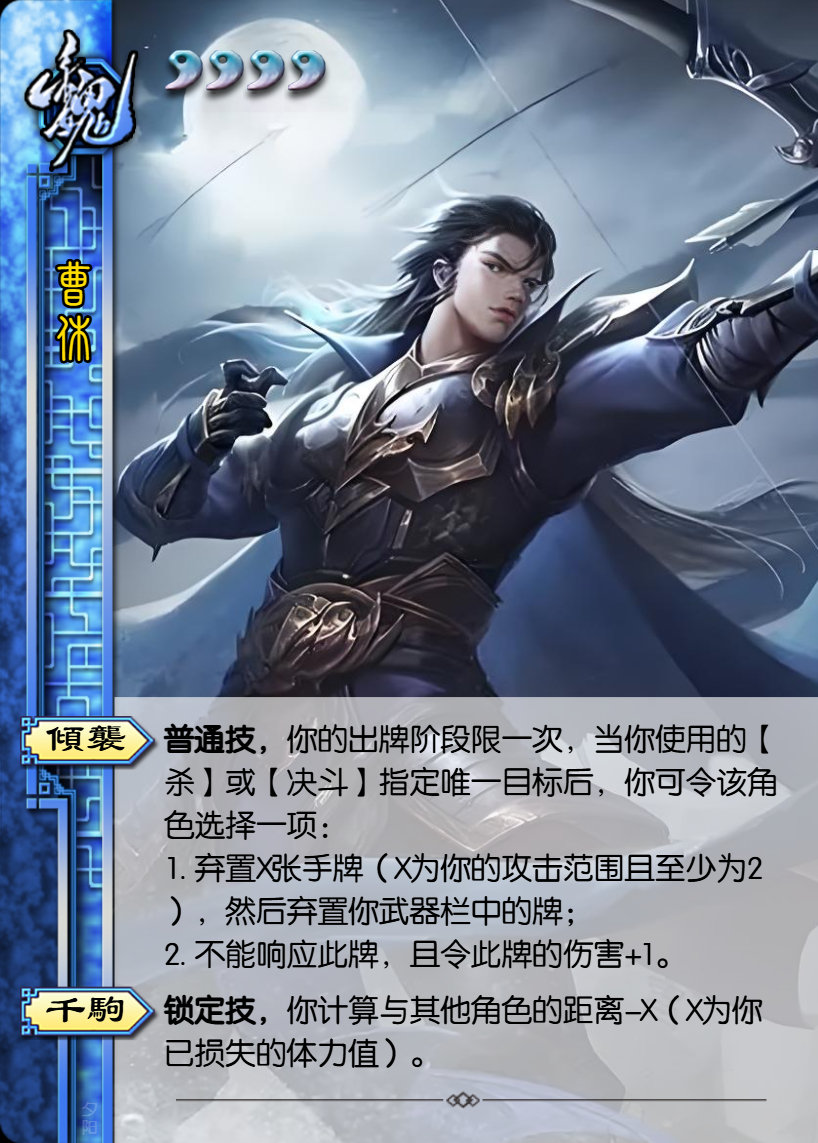 魏
曹休
傾襲
普通技，你的出牌阶段限一次，当你使用的【
杀】或【决斗】指定唯一目标后，你可令该角
色选择一项：
1. 弃置X张手牌（X为你的攻击范围且至少为2
），然后弃置你武器栏中的牌；
2. 不能响应此牌，且令此牌的伤害+1。
千駒
锁定技，你计算与其他角色的距离-X（X为你
已损失的体力值）。
夕阳